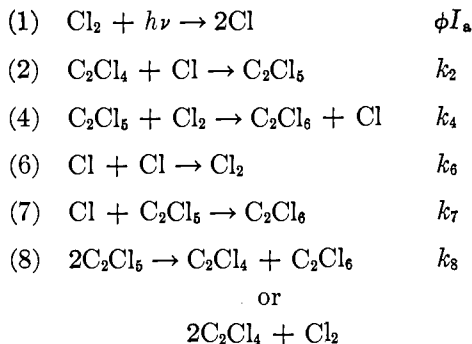 (1) Cl₂ + hν → 2Cl ϕIₐ
(2) C₂Cl₄ + Cl → C₂Cl₅ k₂
(4) C₂Cl₅ + Cl₂ → C₂Cl₆ + Cl k₄
(6) Cl + Cl → Cl₂ k₆
(7) Cl + C₂Cl₅ → C₂Cl₆ k₇
(8) 2C₂Cl₅ → C₂Cl₄ + C₂Cl₆ k₈
or
2C₂Cl₄ + Cl₂